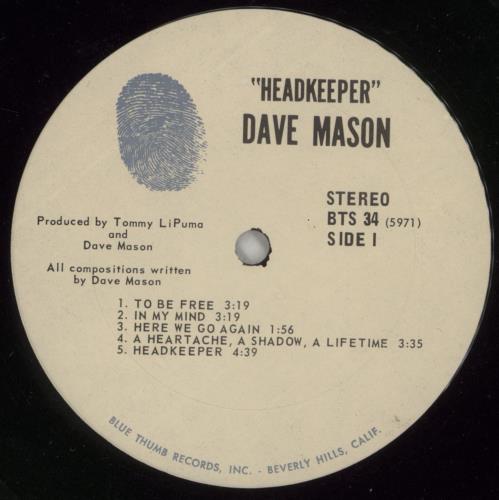 "HEADKEEPER"
DAVE MASON
STEREO
BTS 34 (5971)
SIDE 1
Produced by Tommy LiPuma
and
Dave Mason
All compositions written
by Dave Mason
1. TO BE FREE 3:19
2. IN MY MIND 3:19
3. HERE WE GO AGAIN 1:56
4. A HEARTACHE, A SHADOW, A LIFETIME 3:35
5. HEADKEEPER 4:39
BLUE THUMB RECORDS, INC. - BEVERLY HILLS, CALIF.